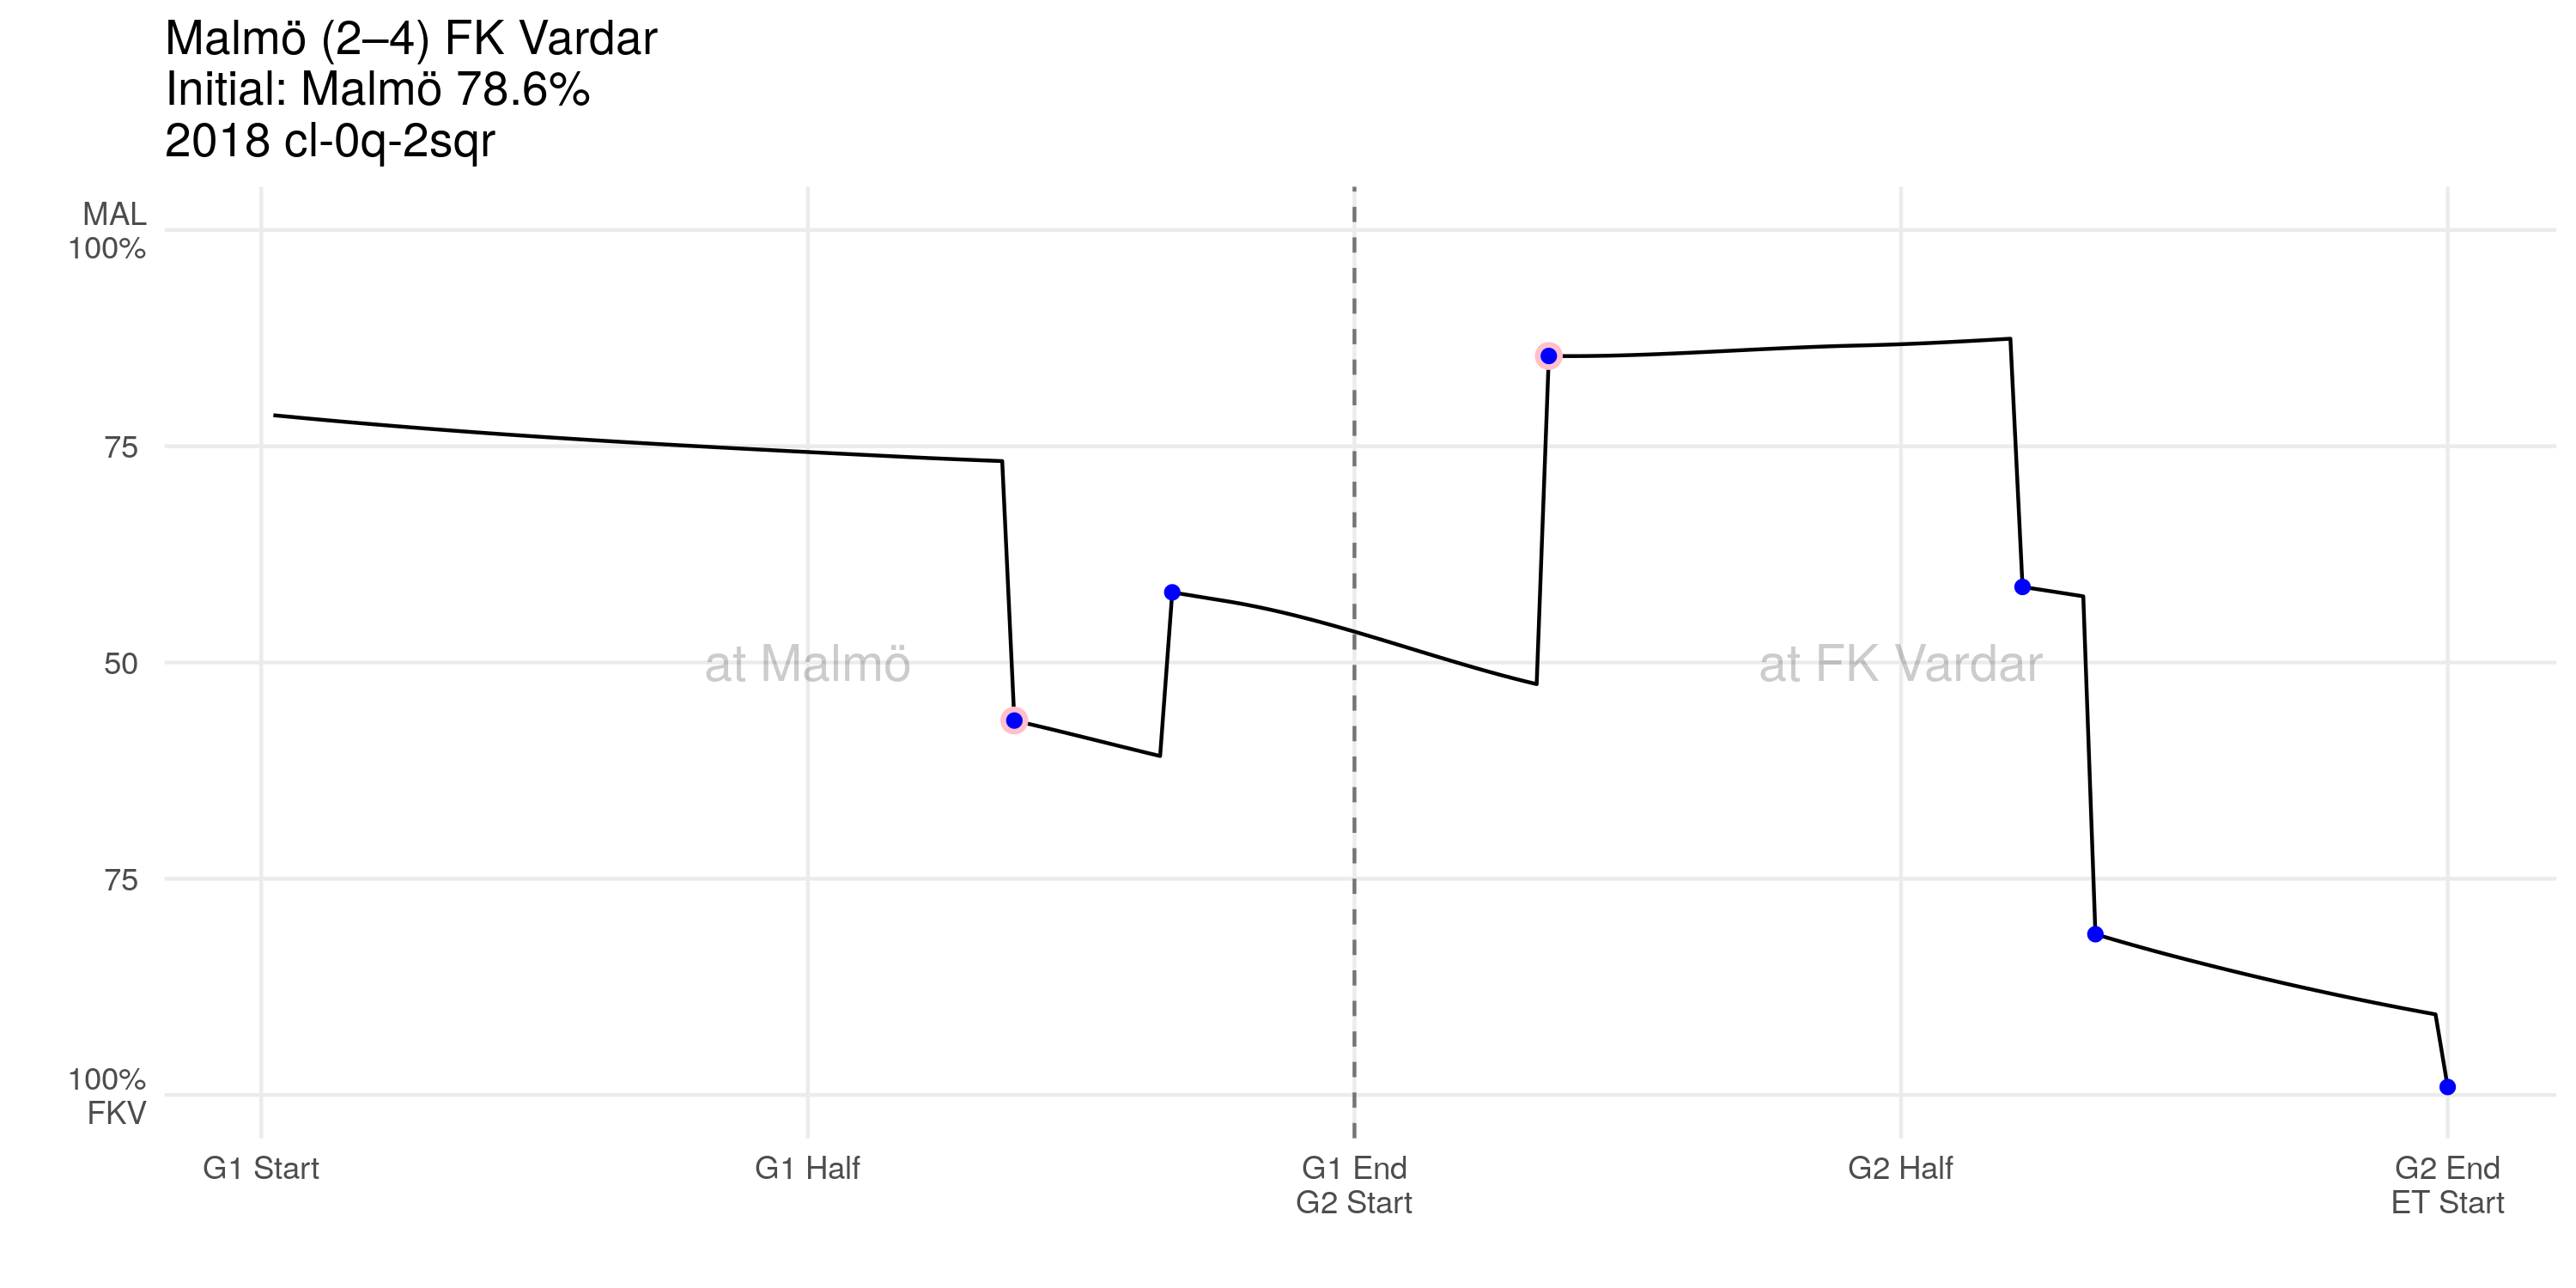 Malmö (2–4) FK Vardar
Initial: Malmö 78.6%
2018 cl-0q-2sqr
MAL
100%
75
50
75
100%
FKV
at Malmö
at FK Vardar
G1 Start
G1 Half
G1 End
G2 Start
G2 Half
G2 End
ET Start